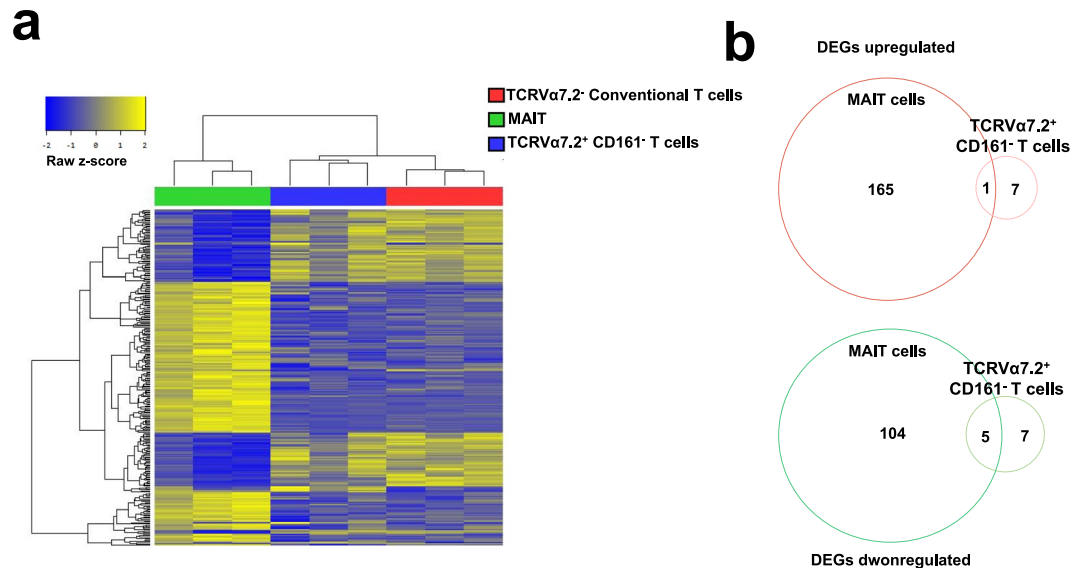 a
-2 -1 0 1 2
Raw z-score
TCRVα7.2⁻ Conventional T cells
MAIT
TCRVα7.2⁺ CD161⁻ T cells
b
DEGs upregulated
MAIT cells
TCRVα7.2⁺
CD161⁻ T cells
165
1
7
MAIT cells
TCRVα7.2⁺
CD161⁻ T cells
104
5
7
DEGs dwonregulated